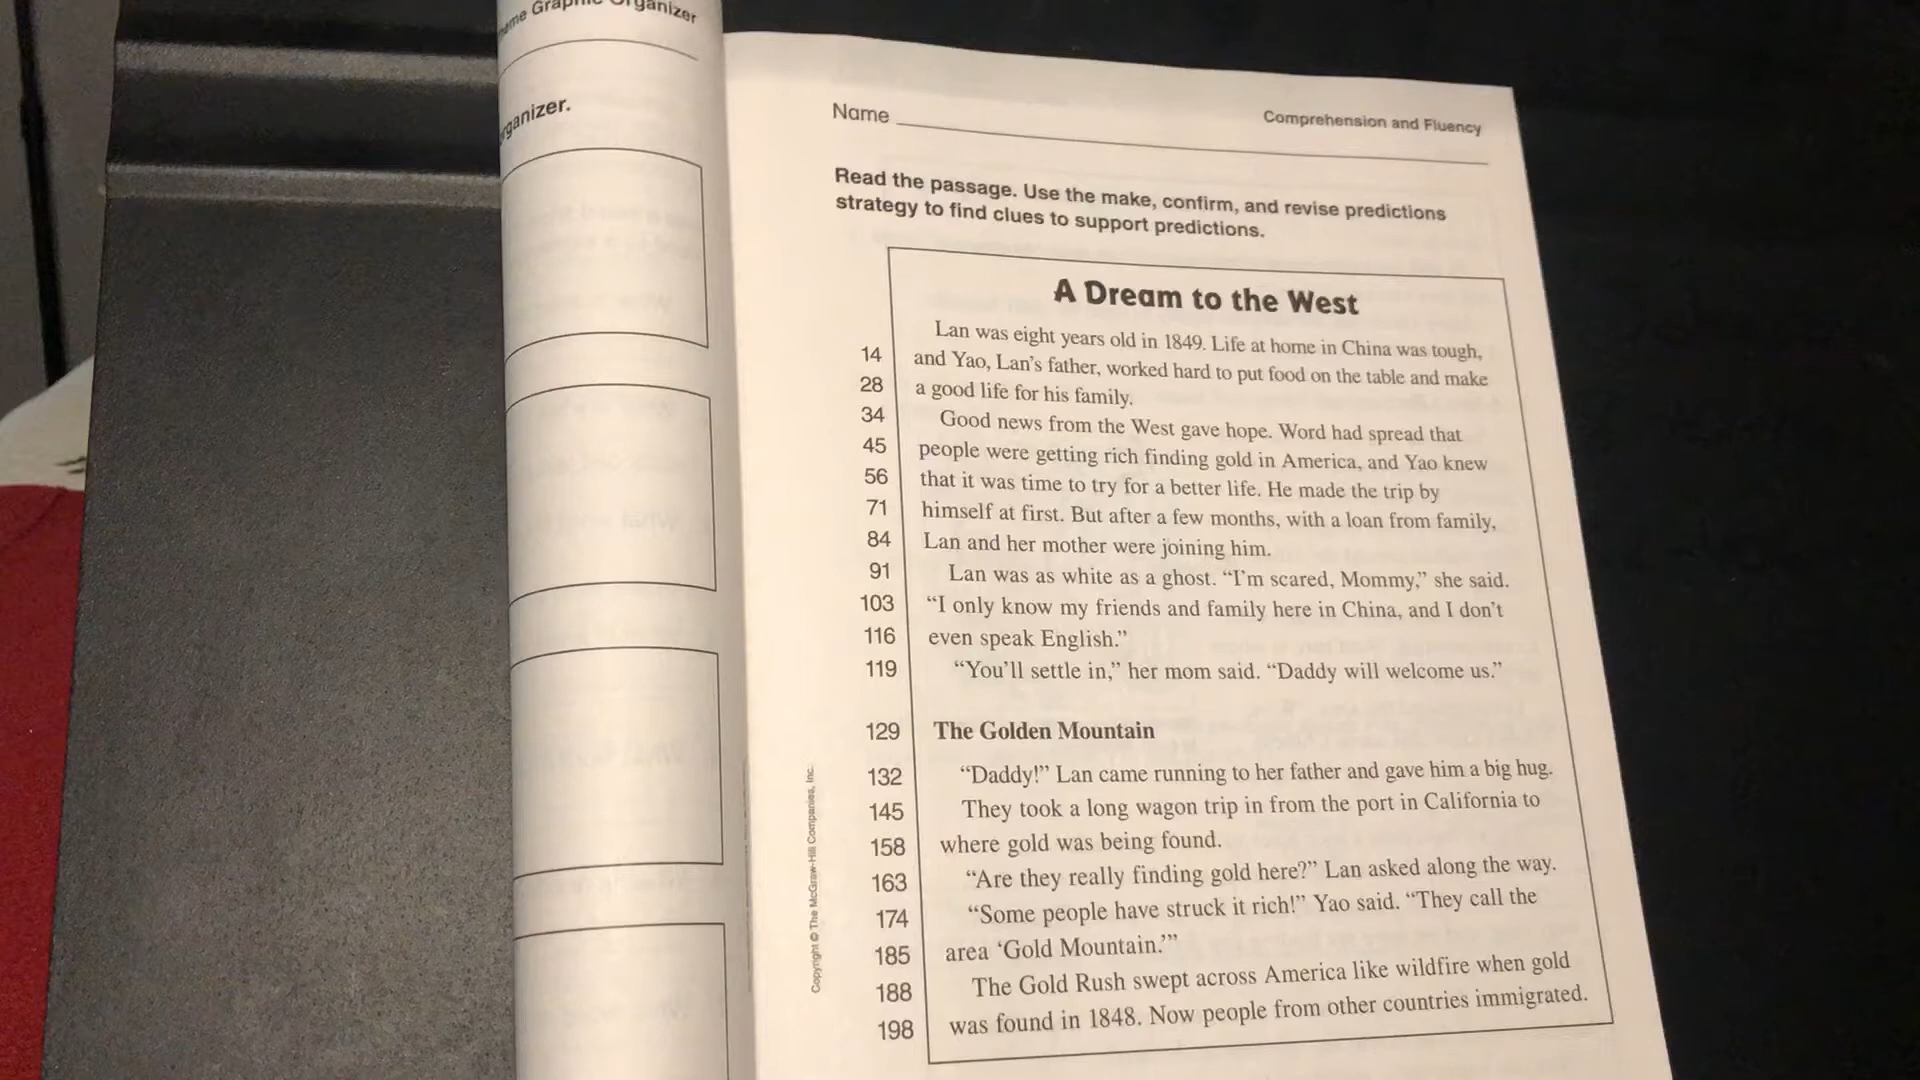 Graphic Organizer
organizer.
Name
Comprehension and Fluency
Read the passage. Use the make, confirm, and revise predictions
strategy to find clues to support predictions.
A Dream to the West
Lan was eight years old in 1849. Life at home in China was tough,
14 and Yao, Lan's father, worked hard to put food on the table and make
28 a good life for his family.
34 Good news from the West gave hope. Word had spread that
45 people were getting rich finding gold in America, and Yao knew
56 that it was time to try for a better life. He made the trip by
71 himself at first. But after a few months, with a loan from family,
84 Lan and her mother were joining him.
91 Lan was as white as a ghost. “I'm scared, Mommy,” she said.
103 “I only know my friends and family here in China, and I don't
116 even speak English.”
119 “You'll settle in,” her mom said. “Daddy will welcome us.”
129 The Golden Mountain
132 “Daddy!” Lan came running to her father and gave him a big hug.
145 They took a long wagon trip in from the port in California to
158 where gold was being found.
163 “Are they really finding gold here?” Lan asked along the way.
174 “Some people have struck it rich!” Yao said. “They call the
185 area ‘Gold Mountain.’”
188 The Gold Rush swept across America like wildfire when gold
198 was found in 1848. Now people from other countries immigrated.
Copyright © The McGraw-Hill Companies, Inc.